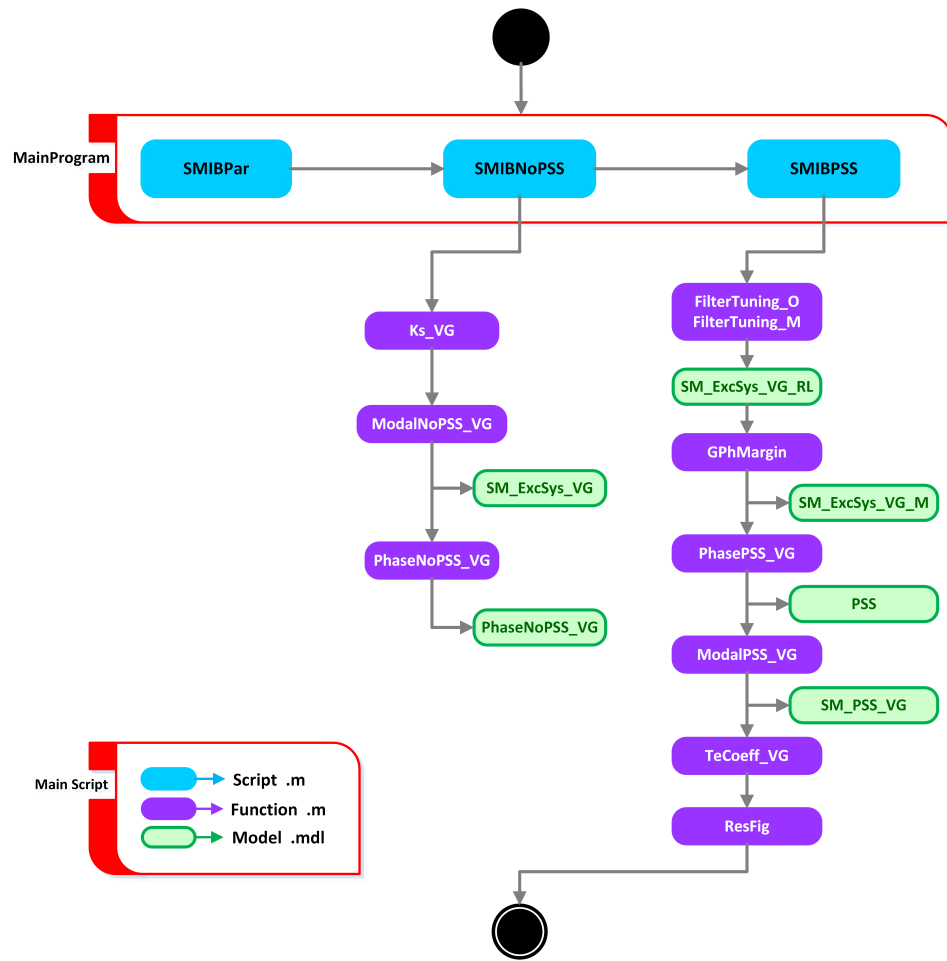 MainProgram
SMIBPar
SMIBNoPSS
SMIBPSS
Ks_VG
ModalNoPSS_VG
SM_ExcSys_VG
PhaseNoPSS_VG
PhaseNoPSS_VG
FilterTuning_O
FilterTuning_M
SM_ExcSys_VG_RL
GPhMargin
SM_ExcSys_VG_M
PhasePSS_VG
PSS
ModalPSS_VG
SM_PSS_VG
TeCoeff_VG
ResFig
Main Script
Script .m
Function .m
Model .mdl